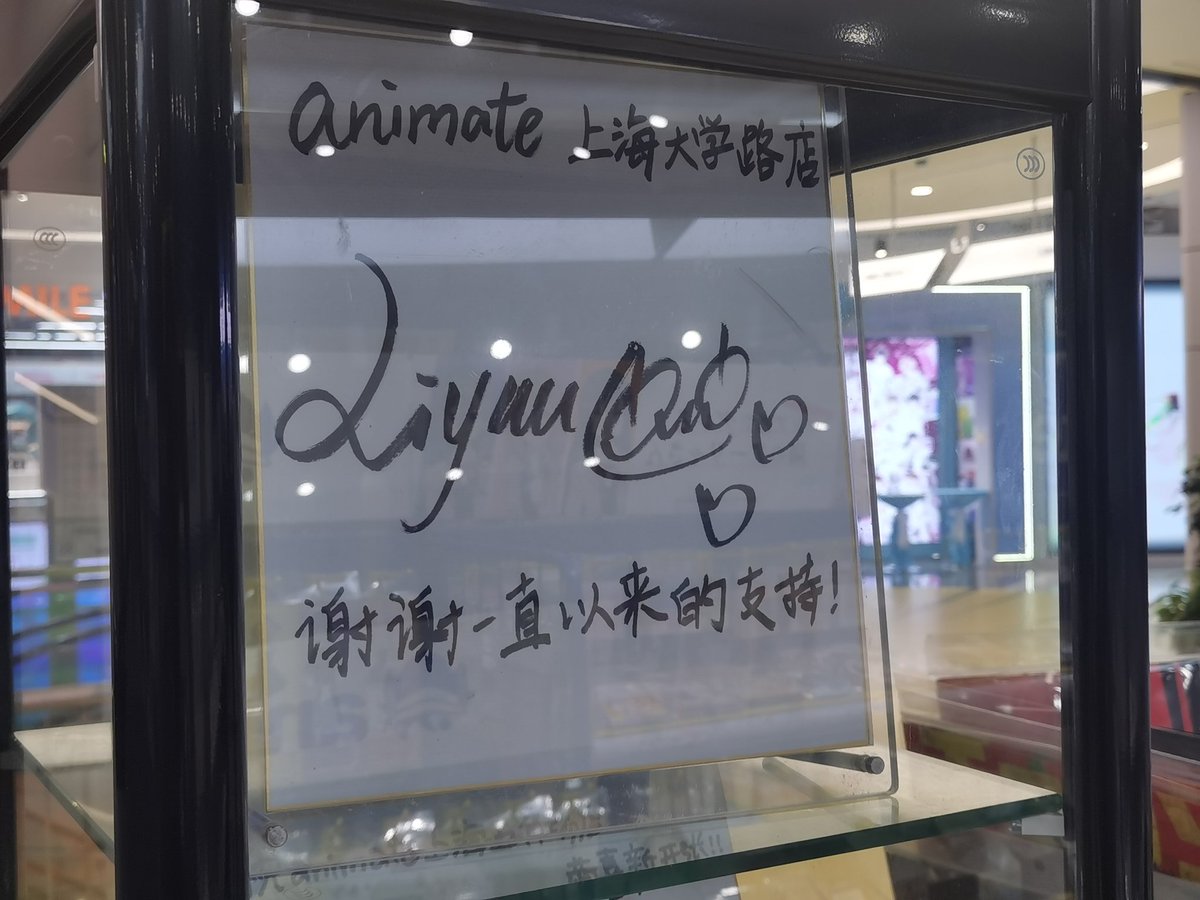 animate 上海大学路店
Liyuu
谢谢一直以来的支持!